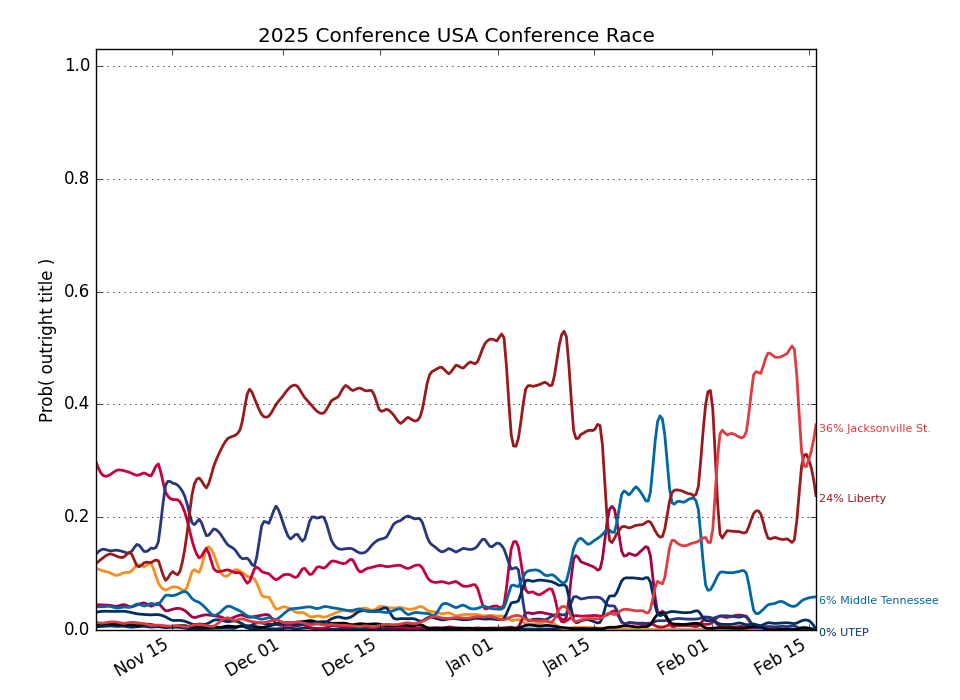 2025 Conference USA Conference Race
Prob( outright title )
1.0
0.8
0.6
0.4
0.2
0.0
36% Jacksonville St.
24% Liberty
6% Middle Tennessee
0% UTEP
Nov 15
Dec 01
Dec 15
Jan 01
Jan 15
Feb 01
Feb 15